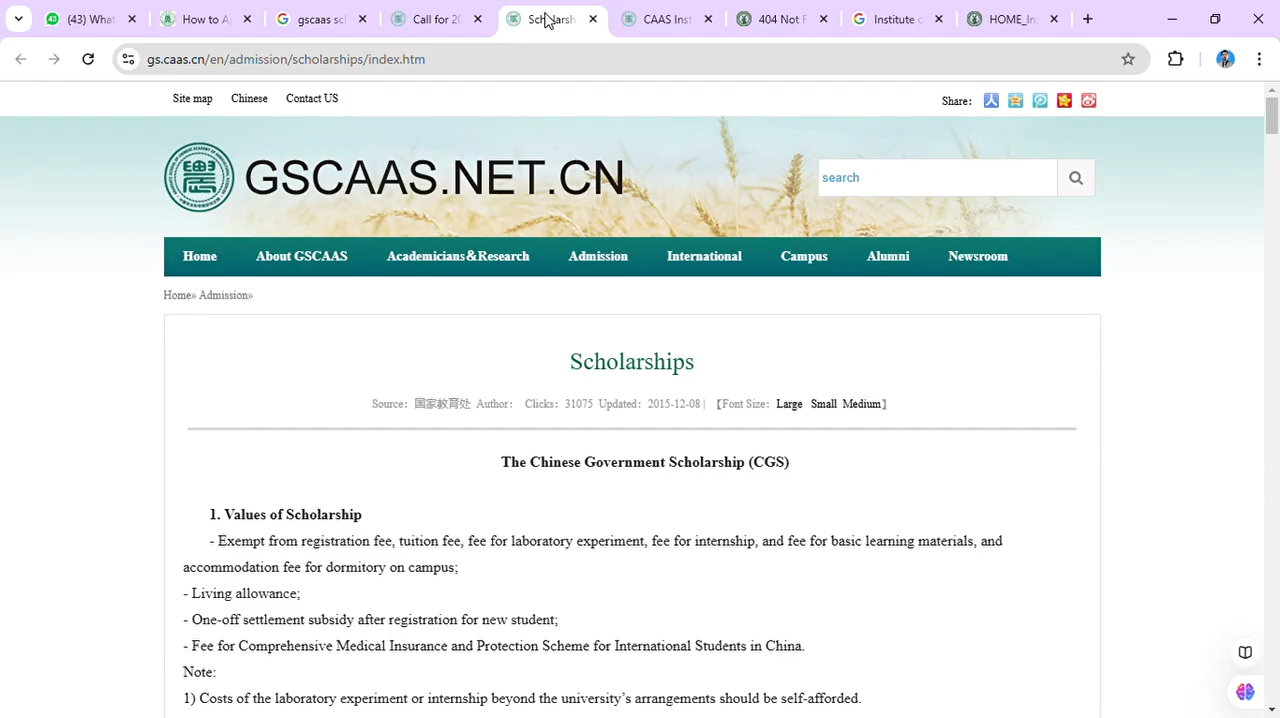 (43) What
How to A
gscaas sc
Call for 20
Scholarsh
CAAS Inst
404 Not F
Institute c
HOME_In
gs.caas.cn/en/admission/scholarships/index.htm
Site map Chinese Contact US
Share:
GSCAAS.NET.CN
search
Home About GSCAAS Academicians&Research Admission International Campus Alumni Newsroom
Home» Admission»
Scholarships
Source: 国家教育处 Author: Clicks: 31075 Updated: 2015-12-08 | 【Font Size: Large Small Medium】
The Chinese Government Scholarship (CGS)
1. Values of Scholarship
- Exempt from registration fee, tuition fee, fee for laboratory experiment, fee for internship, and fee for basic learning materials, and
accommodation fee for dormitory on campus;
- Living allowance;
- One-off settlement subsidy after registration for new student;
- Fee for Comprehensive Medical Insurance and Protection Scheme for International Students in China.
Note:
1) Costs of the laboratory experiment or internship beyond the university’s arrangements should be self-afforded.